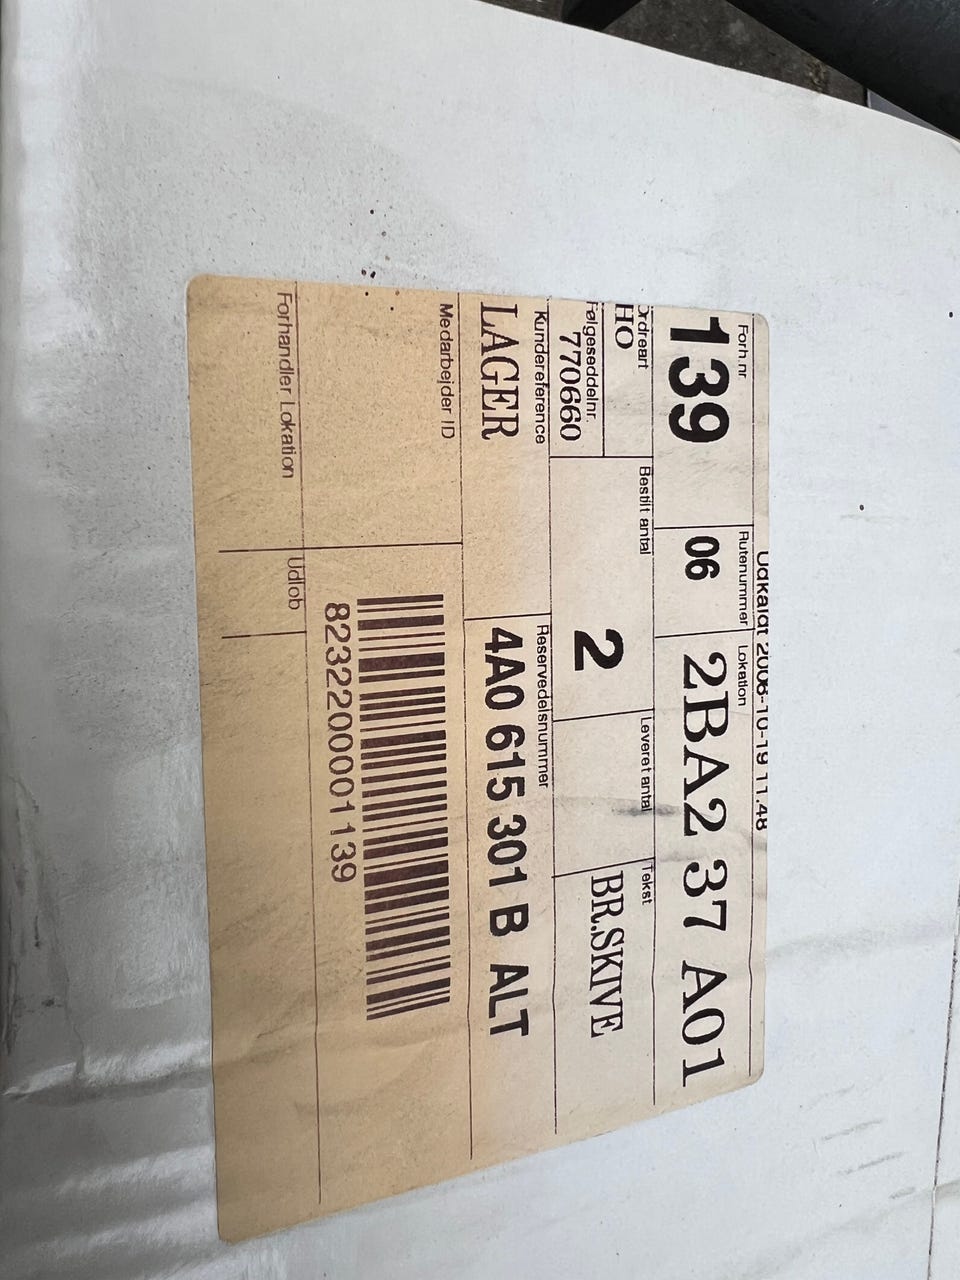 Udkaldt 2006-10-19 11.48
Forh.nr Rutenummer Lokation
139 06 2BA2 37 A01
Ordreart Bestilt antal Leveret antal Tekst
HO 2 BR.SKIVE
Følgeseddelnr.
770660
Kundereference Reservedelsnummer
LAGER 4A0 615 301 B ALT
Medarbejder ID
8232200001139
Forhandler Lokation Udløb